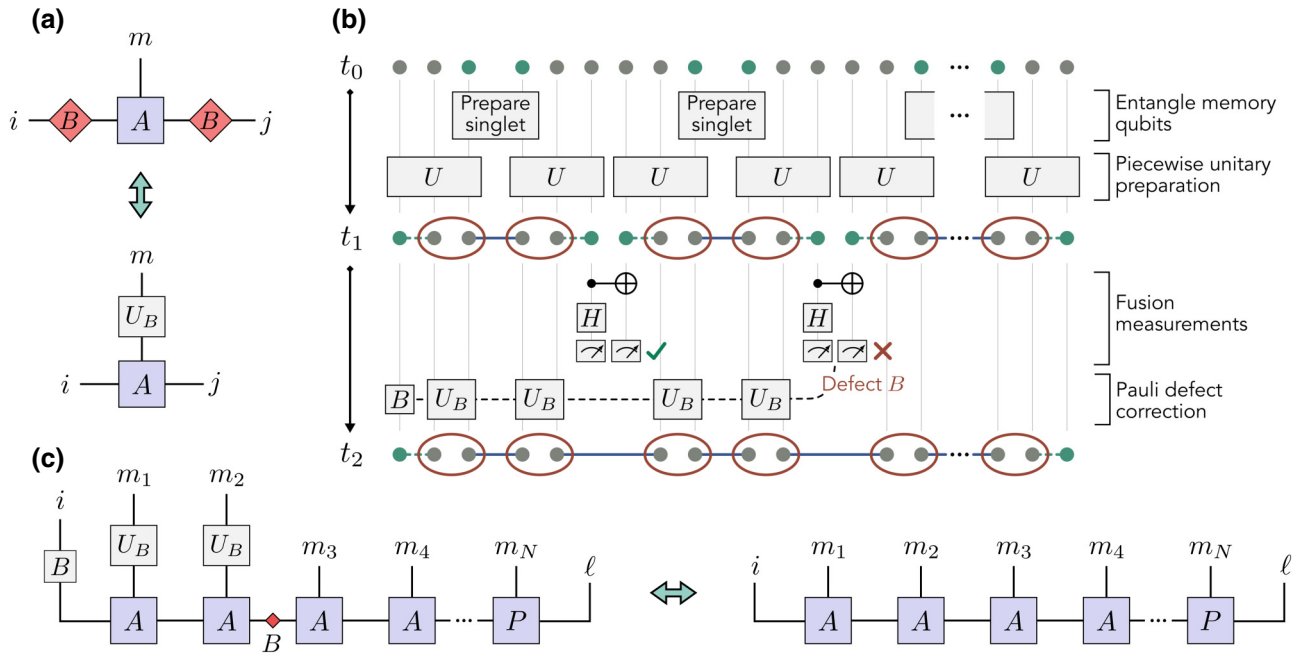 (a)
m
i B A B j
m
U_B
i A j
(b)
t_0
...
Prepare singlet
Prepare singlet
...
Entangle memory qubits
U U U U U U
Piecewise unitary preparation
t_1
...
H H
Fusion measurements
Defect B
B U_B U_B U_B U_B
Pauli defect correction
t_2
...
(c)
i m_1 m_2 m_3 m_4 m_N ℓ
B U_B U_B
A A A A ... P
B
i m_1 m_2 m_3 m_4 m_N ℓ
A A A A ... P